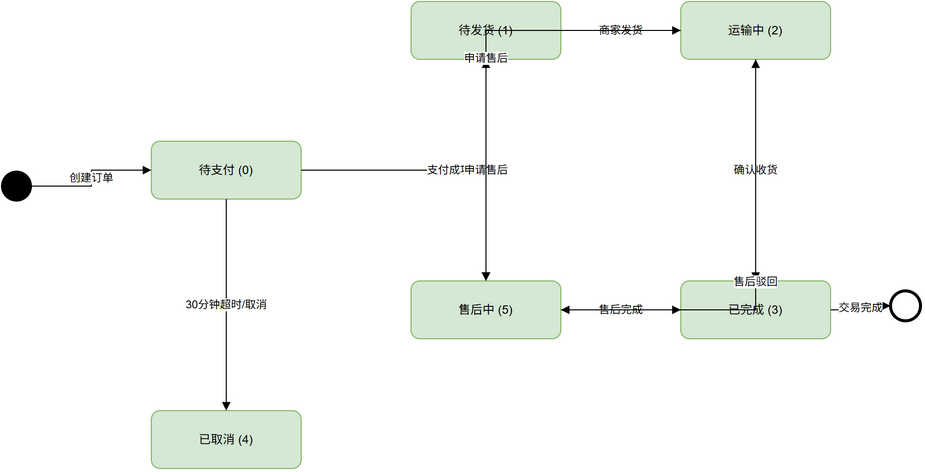 待发货 (1)
商家发货
运输中 (2)
申请售后
创建订单
待支付 (0)
支付成
申请售后
确认收货
30分钟超时/取消
售后驳回
售后中 (5)
售后完成
已完成 (3)
交易完成
已取消 (4)